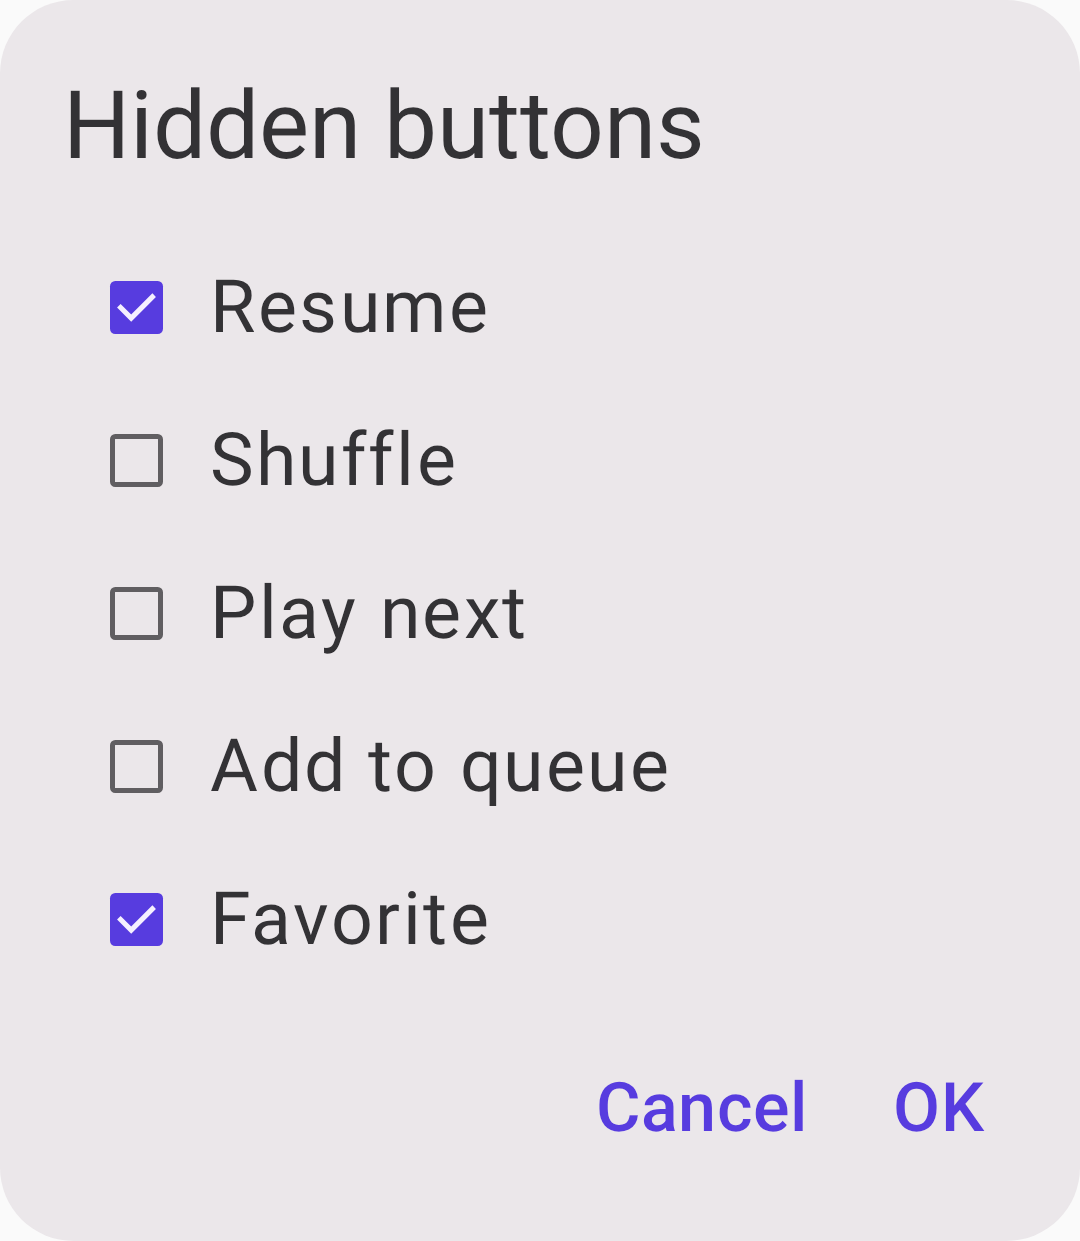 Hidden buttons
Resume
Shuffle
Play next
Add to queue
Favorite
Cancel OK